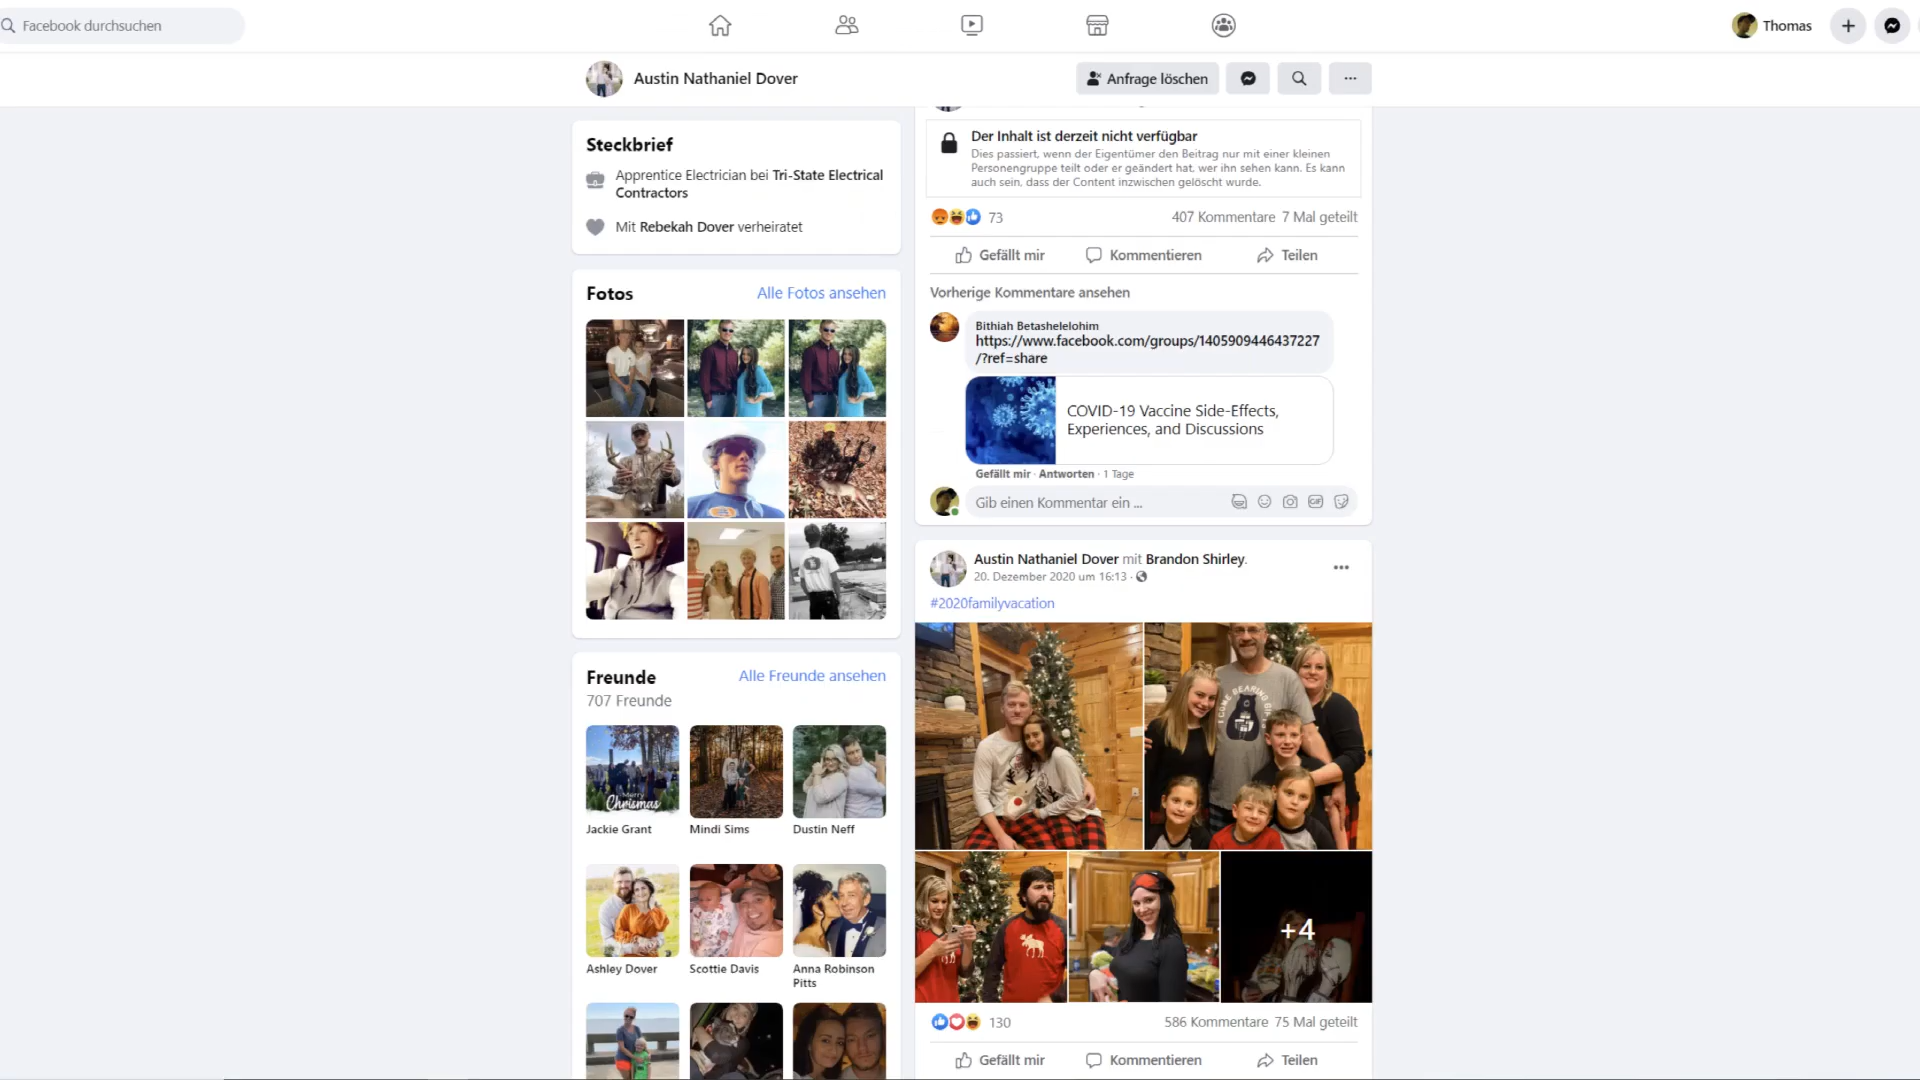 Facebook durchsuchen
Thomas
Austin Nathaniel Dover
Anfrage löschen
Steckbrief
Apprentice Electrician bei Tri-State Electrical
Contractors
Mit Rebekah Dover verheiratet
Fotos
Alle Fotos ansehen
Freunde
Alle Freunde ansehen
707 Freunde
Merry
Christmas
Jackie Grant
Mindi Sims
Dustin Neff
Ashley Dover
Scottie Davis
Anna Robinson
Pitts
Der Inhalt ist derzeit nicht verfügbar
Dies passiert, wenn der Eigentümer den Beitrag nur mit einer kleinen
Personengruppe teilt oder er geändert hat, wer ihn sehen kann. Es kann
auch sein, dass der Content inzwischen gelöscht wurde.
73
407 Kommentare 7 Mal geteilt
Gefällt mir
Kommentieren
Teilen
Vorherige Kommentare ansehen
Bithiah Betashelelohim
https://www.facebook.com/groups/1405909446437227
/?ref=share
COVID-19 Vaccine Side-Effects,
Experiences, and Discussions
Gefällt mir · Antworten · 1 Tage
Gib einen Kommentar ein ...
GIF
Austin Nathaniel Dover mit Brandon Shirley.
20. Dezember 2020 um 16:13 ·
#2020familyvacation
I COME BEARING GIFTS
+4
130
586 Kommentare 75 Mal geteilt
Gefällt mir
Kommentieren
Teilen